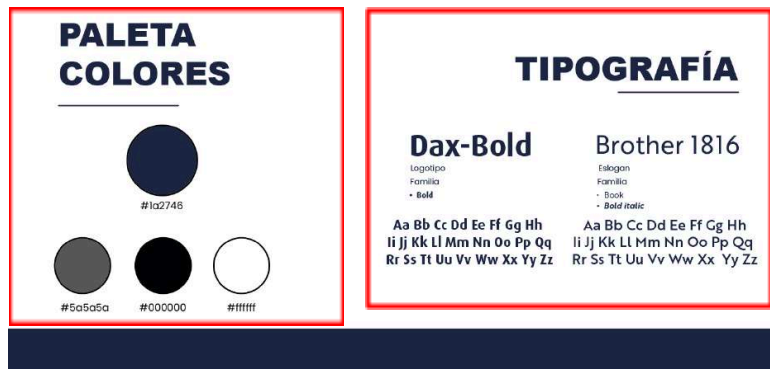 PALETA
COLORES
#1a2746
#5a5a5a
#000000
#ffffff
TIPOGRAFÍA
Dax-Bold
Logotipo
Familia
• Bold
Aa Bb Cc Dd Ee Ff Gg Hh
Ii Jj Kk Ll Mm Nn Oo Pp Qq
Rr Ss Tt Uu Vv Ww Xx Yy Zz
Brother 1816
Eslogan
Familia
• Book
• Bold italic
Aa Bb Cc Dd Ee Ff Gg Hh
Ii Jj Kk Ll Mm Nn Oo Pp Qq
Rr Ss Tt Uu Vv Ww Xx Yy Zz